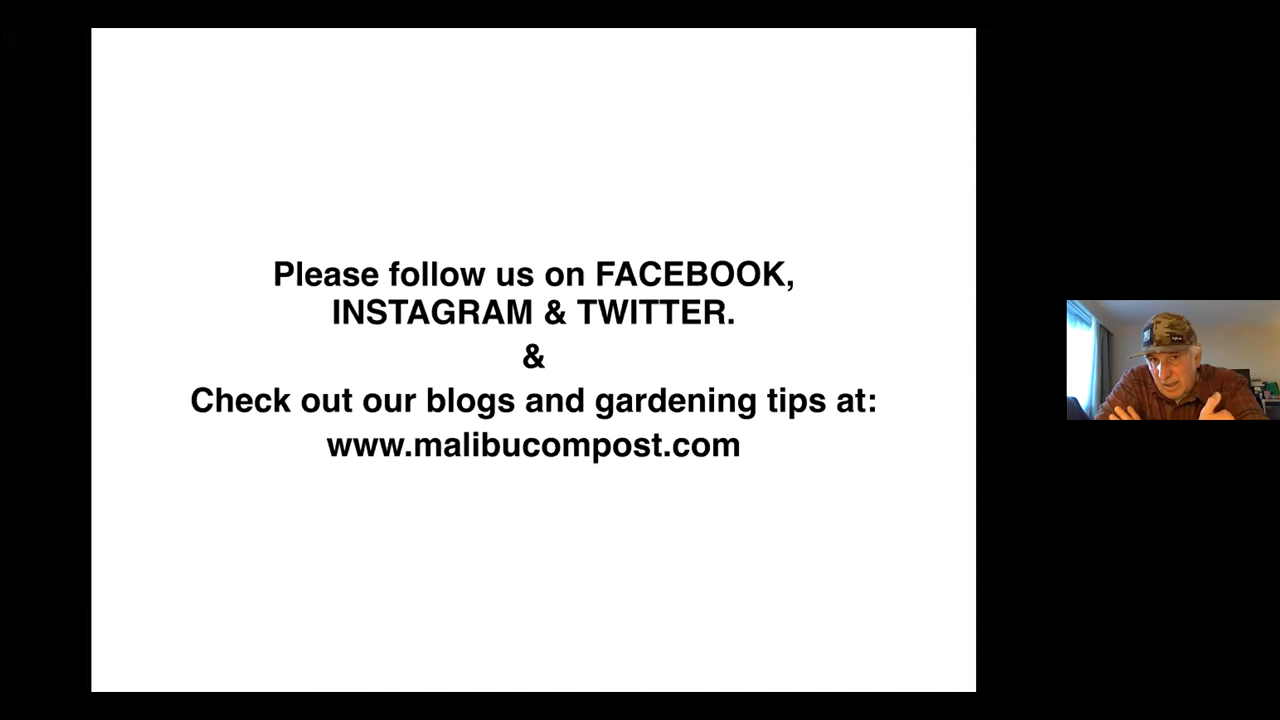 Please follow us on FACEBOOK,
INSTAGRAM & TWITTER.
&
Check out our blogs and gardening tips at:
www.malibucompost.com